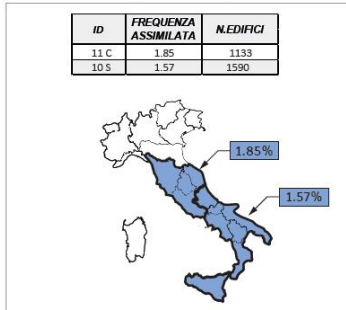 ID FREQUENZA ASSIMILATA N.EDIFICI
11 C 1.85 1133
10 S 1.57 1590
1.85%
1.57%